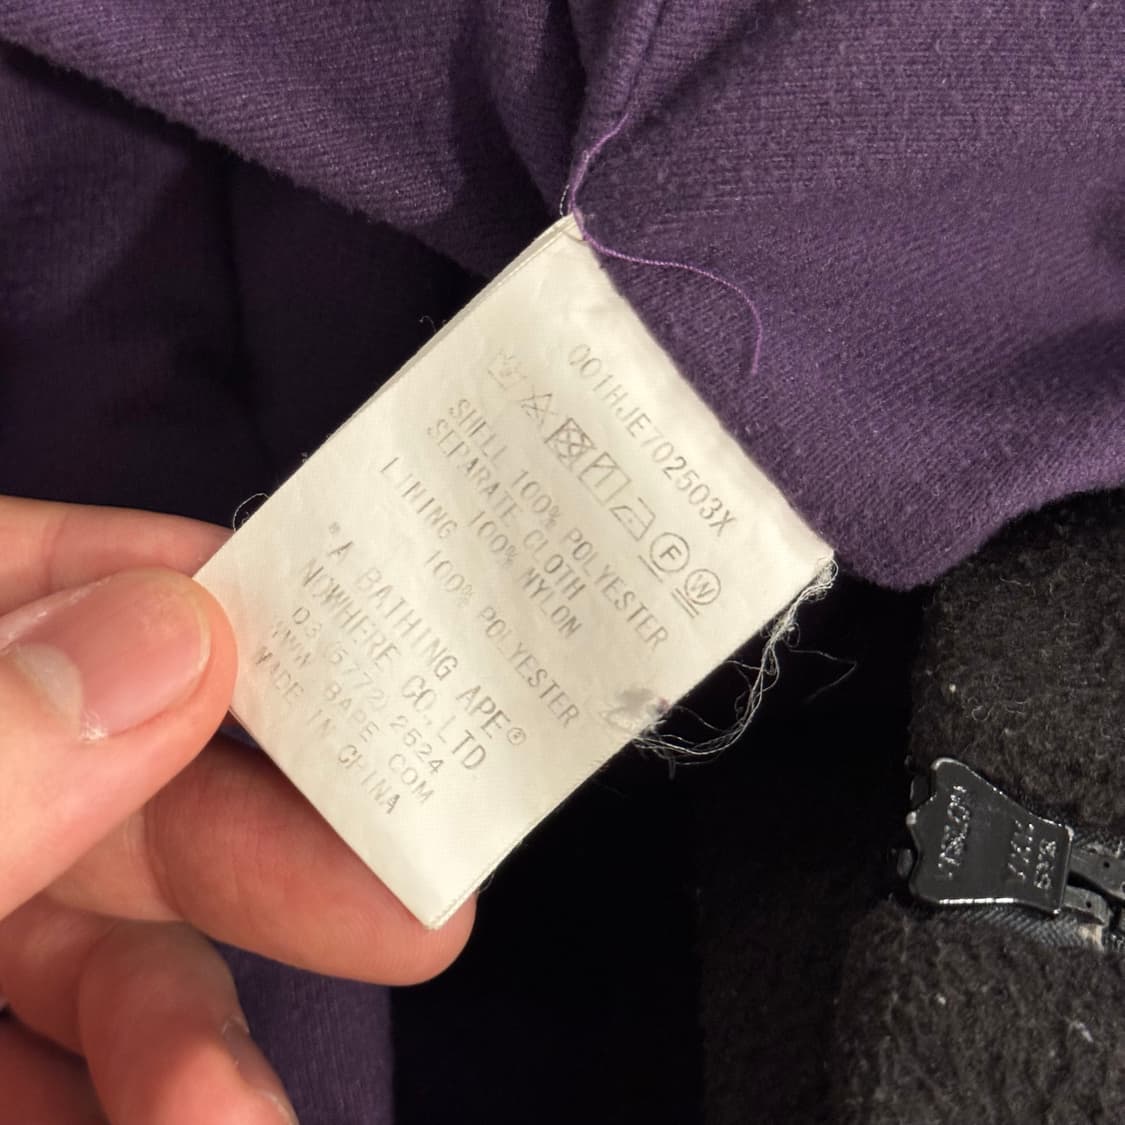 001HJE702503X
F W
SHELL 100% POLYESTER
SEPARATE CLOTH
100% NYLON
LINING 100% POLYESTER
®A BATHING APE®
NOWHERE CO.,LTD.
03(5772)2524
WWW BAPE COM
MADE IN CHINA